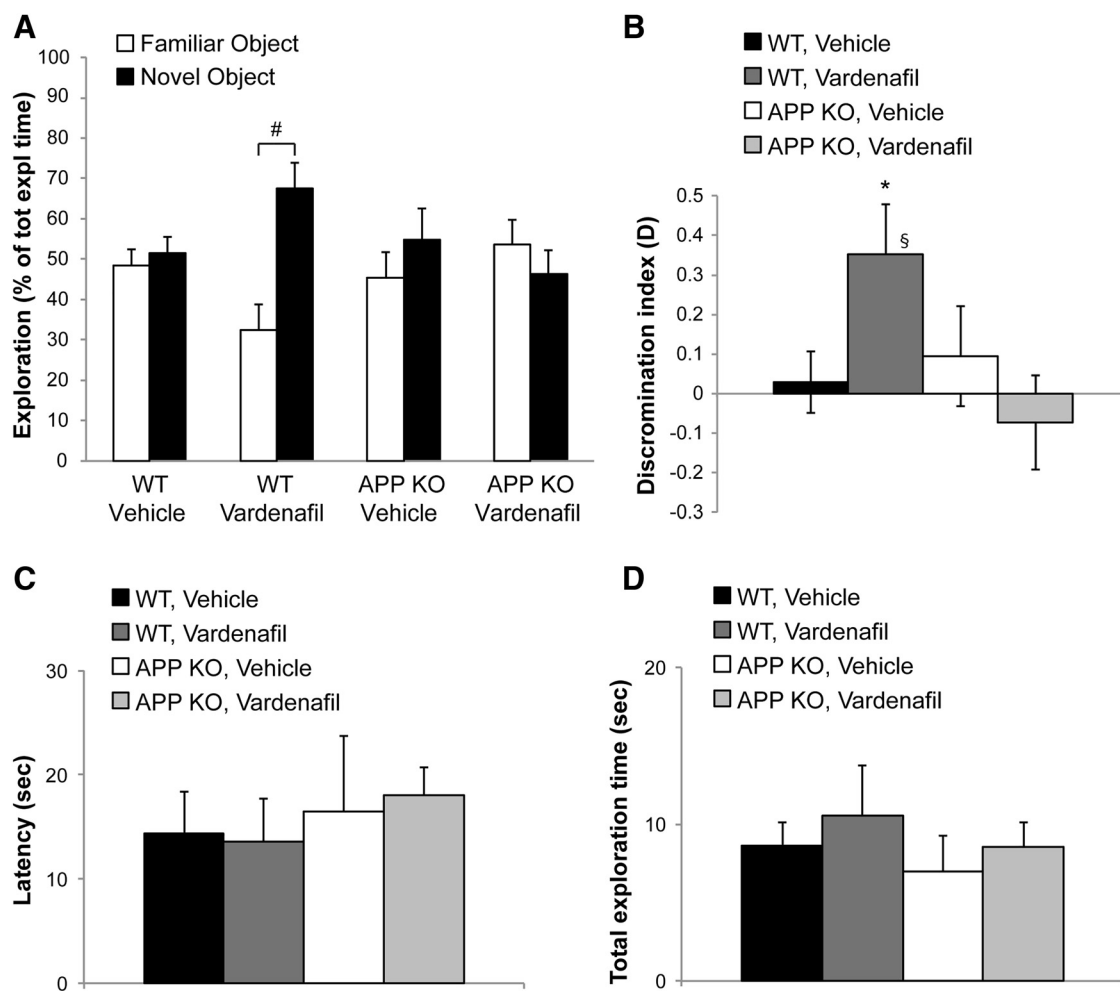 A
Familiar Object
Novel Object
Exploration (% of tot expl time)
100
90
80
70
60
50
40
30
20
10
0
#
WT
Vehicle
WT
Vardenafil
APP KO
Vehicle
APP KO
Vardenafil
B
WT, Vehicle
WT, Vardenafil
APP KO, Vehicle
APP KO, Vardenafil
Discromination index (D)
0.5
0.4
0.3
0.2
0.1
0
-0.1
-0.2
-0.3
*
§
C
WT, Vehicle
WT, Vardenafil
APP KO, Vehicle
APP KO, Vardenafil
Latency (sec)
30
20
10
0
D
WT, Vehicle
WT, Vardenafil
APP KO, Vehicle
APP KO, Vardenafil
Total exploration time (sec)
20
10
0